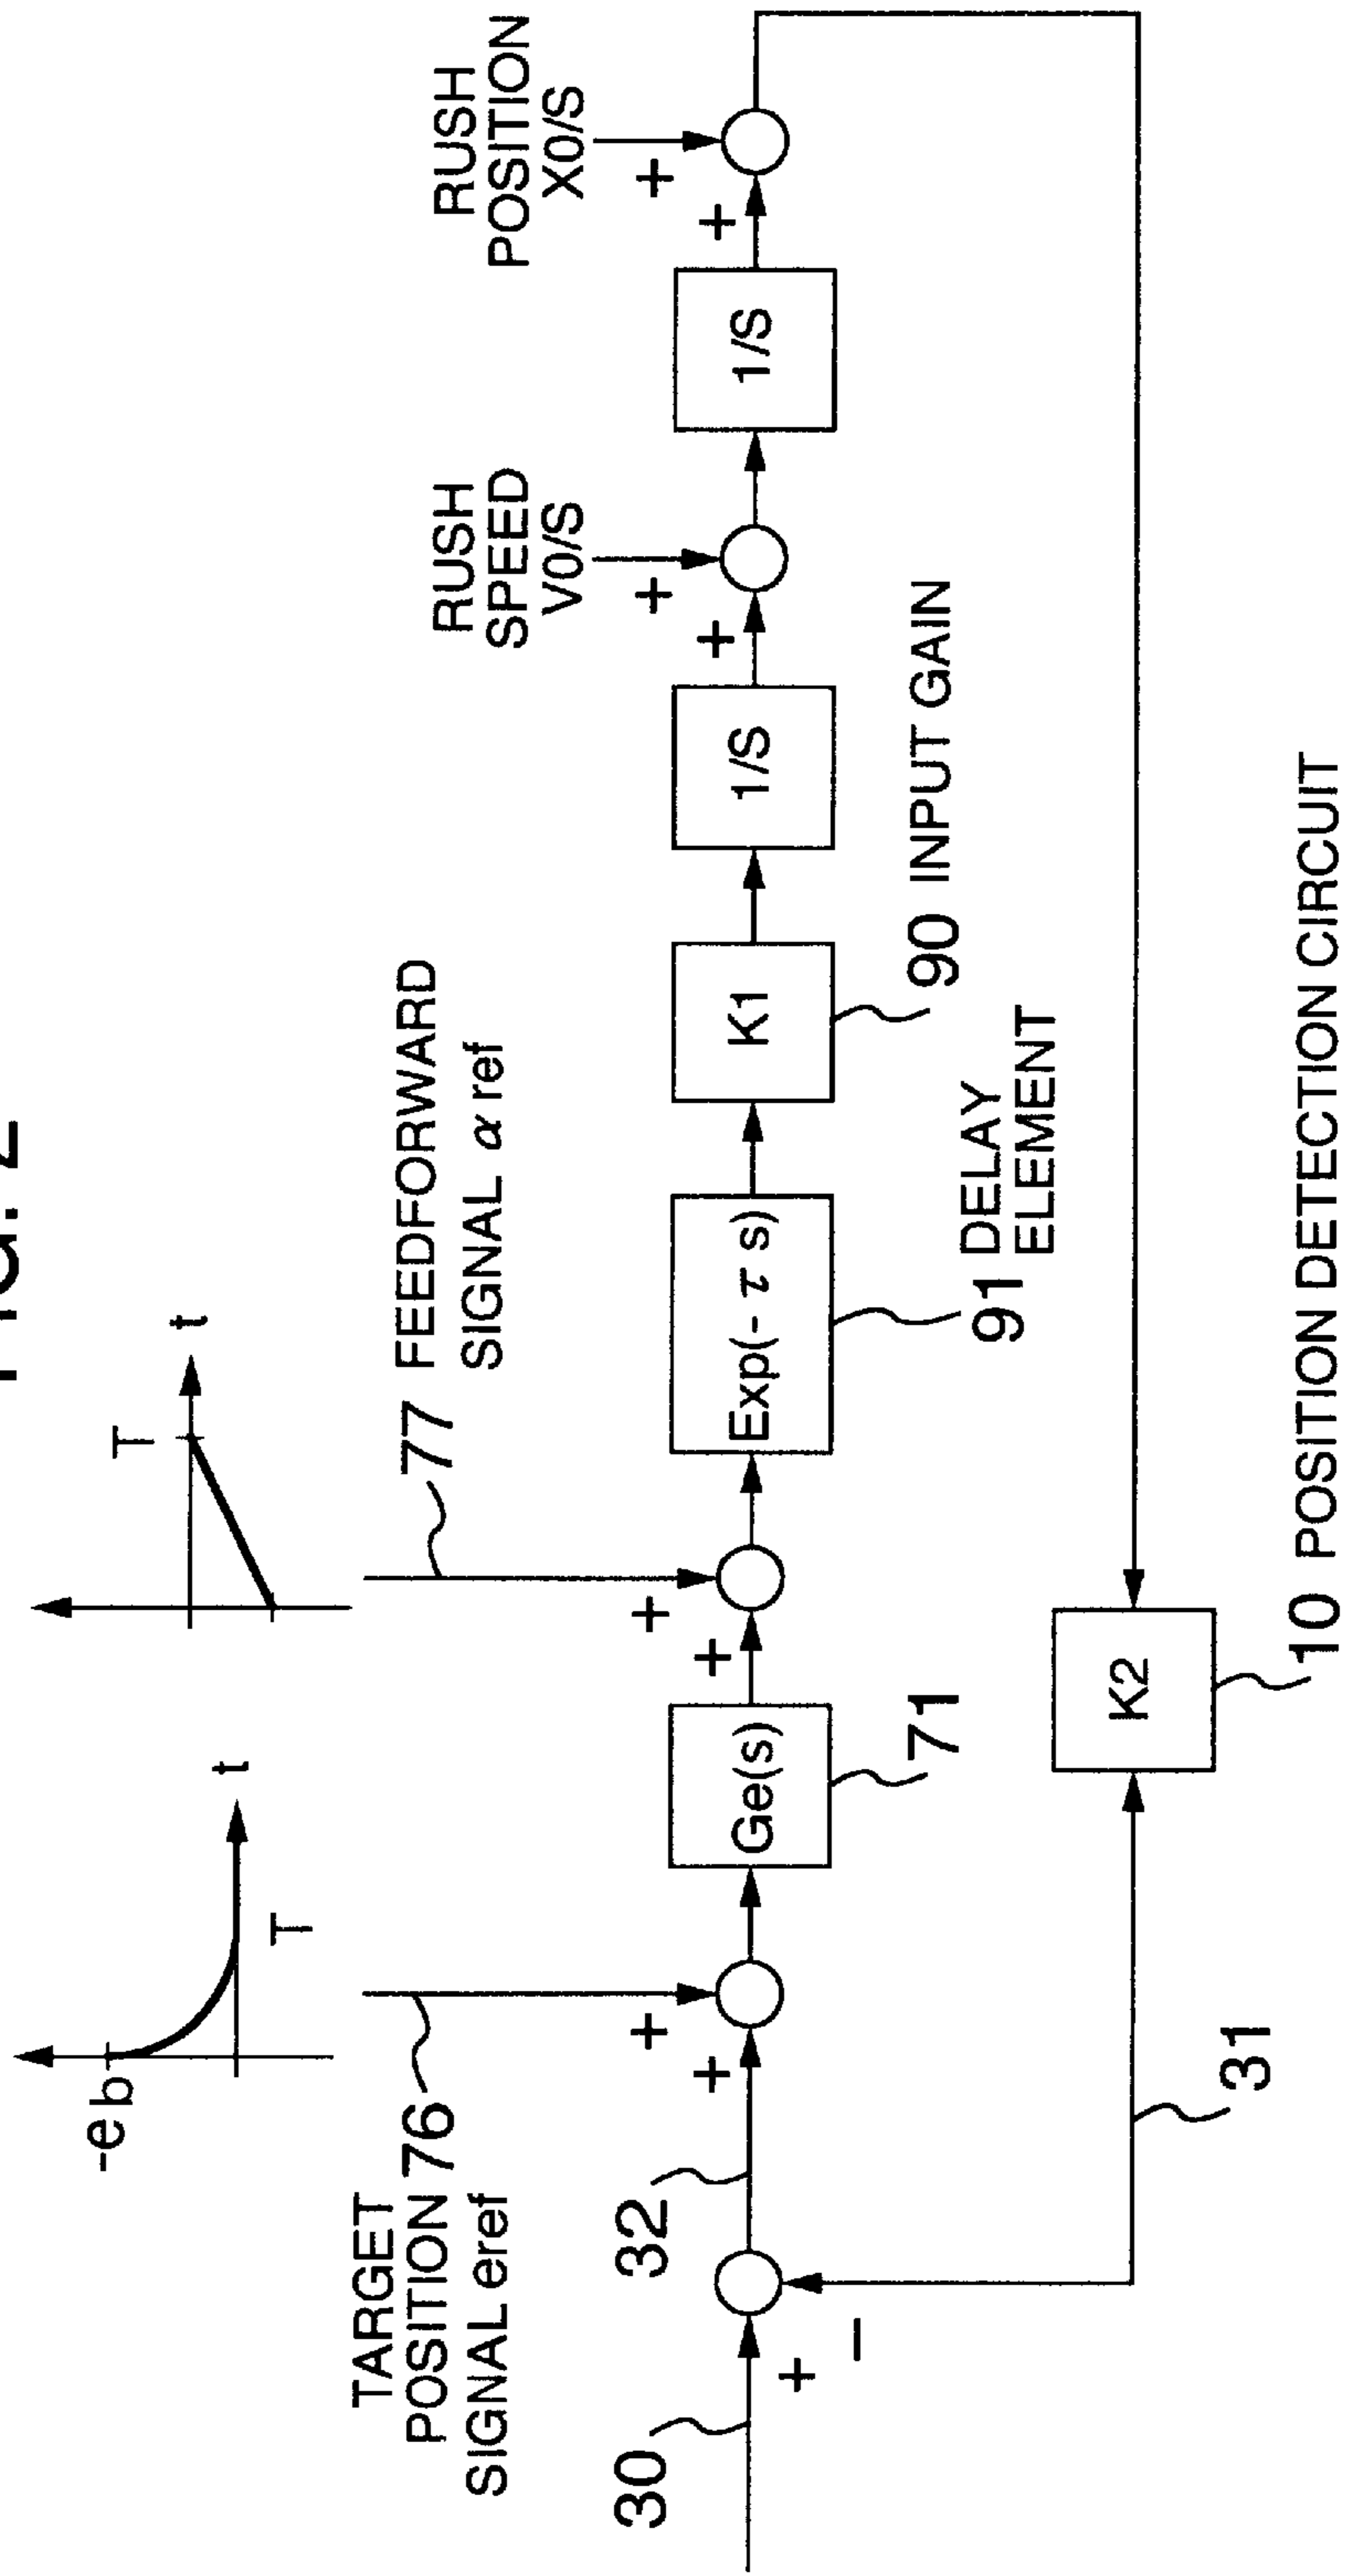 FIG. 2
-eb
t
T
T
t
TARGET
POSITION 76
SIGNAL eref
77 FEEDFORWARD
SIGNAL α ref
RUSH
SPEED
V0/S
RUSH
POSITION
X0/S
30
+
−
32
+
+
Ge(s)
71
+
+
Exp(- τ s)
91 DELAY
ELEMENT
K1
90 INPUT GAIN
1/S
+
+
1/S
+
+
31
K2
10 POSITION DETECTION CIRCUIT